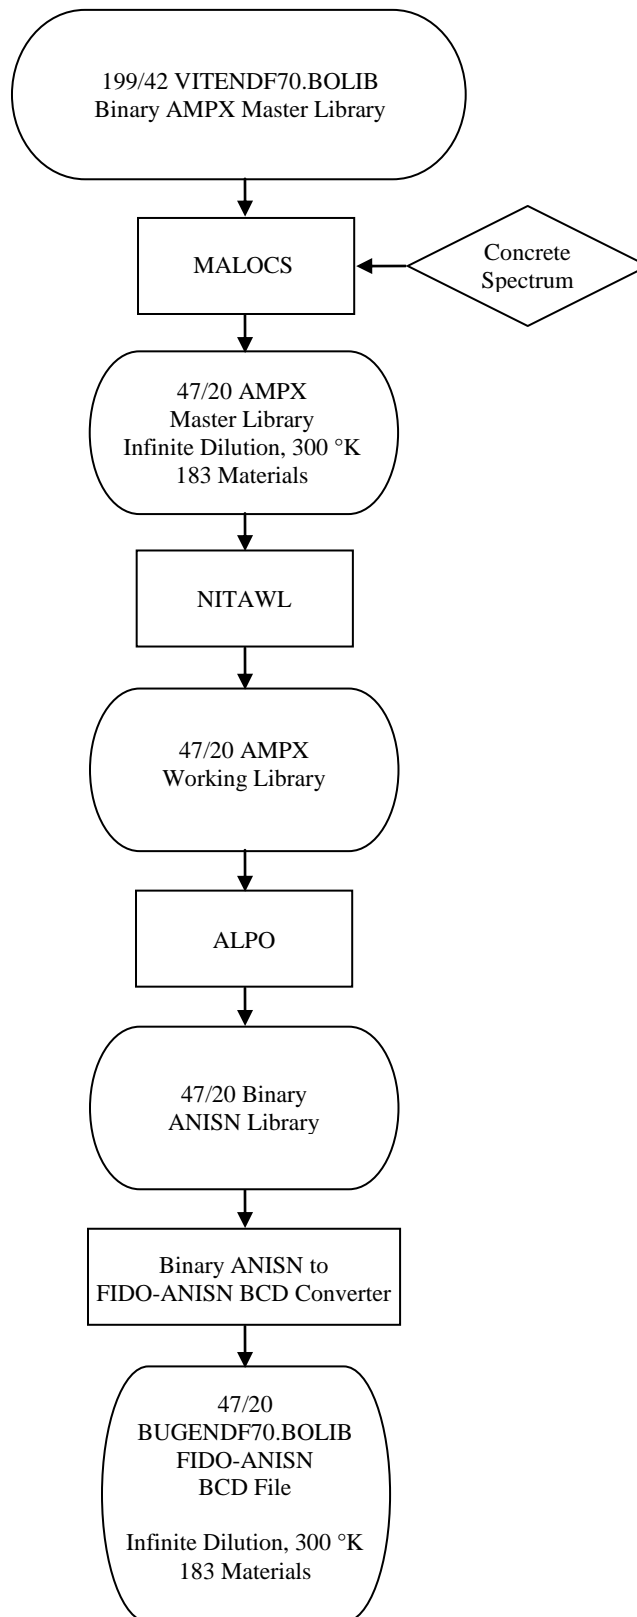 199/42 VITENDF70.BOLIB
Binary AMPX Master Library
MALOCS
Concrete
Spectrum
47/20 AMPX
Master Library
Infinite Dilution, 300 °K
183 Materials
NITAWL
47/20 AMPX
Working Library
ALPO
47/20 Binary
ANISN Library
Binary ANISN to
FIDO-ANISN BCD Converter
47/20
BUGENDF70.BOLIB
FIDO-ANISN
BCD File
Infinite Dilution, 300 °K
183 Materials